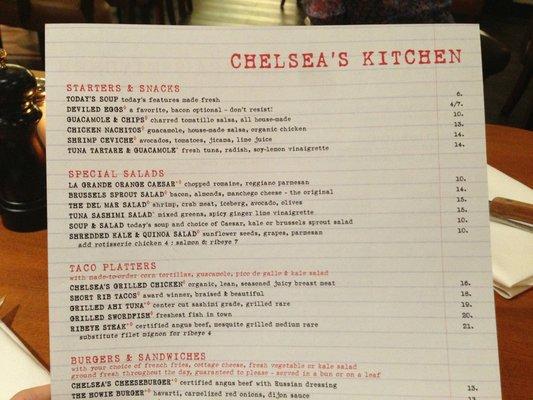 CHELSEA'S KITCHEN
STARTERS & SNACKS
TODAY'S SOUP today's features made fresh 6.
DEVILED EGGS◊ a favorite, bacon optional – don't resist! 4/7.
GUACAMOLE & CHIPS◊ charred tomatillo salsa, all house-made 10.
CHICKEN NACHITOS◊ guacamole, house-made salsa, organic chicken 13.
SHRIMP CEVICHE◊ avocados, tomatoes, jicama, lime juice 14.
TUNA TARTARE & GUACAMOLE* fresh tuna, radish, soy-lemon vinaigrette 14.
SPECIAL SALADS
LA GRANDE ORANGE CAESAR*◊ chopped romaine, reggiano parmesan 10.
BRUSSELS SPROUT SALAD◊ bacon, almonds, manchego cheese – the original 14.
THE DEL MAR SALAD◊ shrimp, crab meat, iceberg, avocado, olives 15.
TUNA SASHIMI SALAD* mixed greens, spicy ginger lime vinaigrette 15.
SOUP & SALAD today's soup and choice of Caesar, kale or brussels sprout salad 10.
SHREDDED KALE & QUINOA SALAD◊ sunflower seeds, grapes, parmesan 10.
add rotisserie chicken 4 : salmon 6: ribeye 7
TACO PLATTERS
with made-to-order corn tortillas, guacamole, pico de gallo & kale salad
CHELSEA'S GRILLED CHICKEN◊ organic, lean, seasoned juicy breast meat 16.
SHORT RIB TACOS◊ award winner, braised & beautiful 18.
GRILLED AHI TUNA*◊ center cut sashimi grade, grilled rare 19.
GRILLED SWORDFISH◊ freshest fish in town 20.
RIBEYE STEAK*◊ certified angus beef, mesquite grilled medium rare 21.
substitute filet mignon for ribeye 4
BURGERS & SANDWICHES
with your choice of french fries, cottage cheese, fresh vegetable or kale salad
ground fresh throughout the day, guaranteed to please – served in a bun or on a leaf
CHELSEA'S CHEESEBURGER*◊ certified angus beef with Russian dressing 13.
THE HOWIE BURGER*◊ havarti, carmelized red onions, dijon sauce 13.